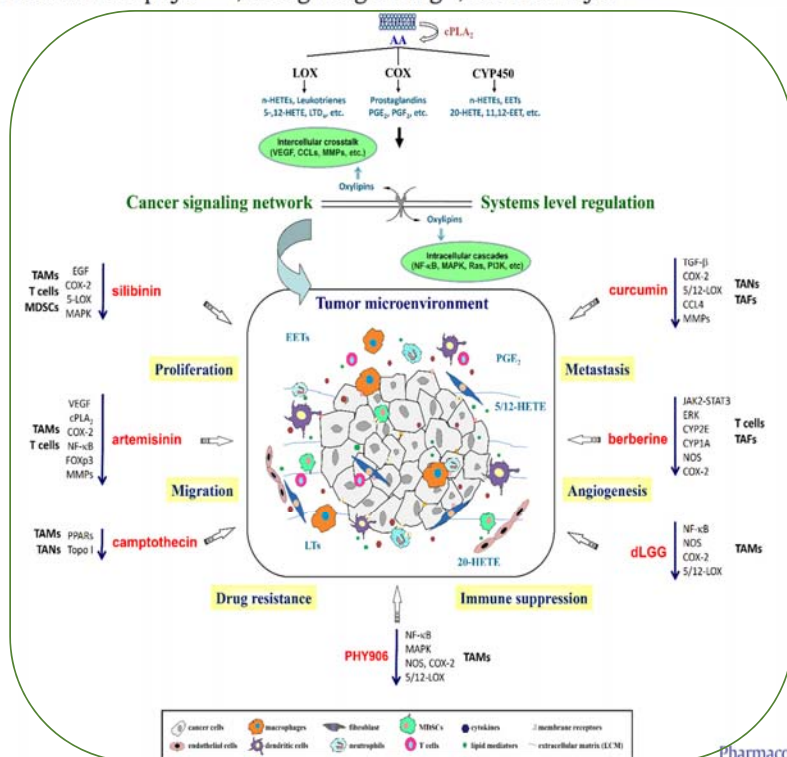 cPLA₂
AA
LOX COX CYP450
n-HETEs, Leukotrienes Prostaglandins n-HETEs, EETs
5-,12-HETE, LTD₄, etc. PGE₂, PGF₂, etc. 20-HETE, 11,12-EET, etc.
Intercellular crosstalk
(VEGF, CCLs, MMPs, etc.)
Oxylipins
Cancer signaling network Systems level regulation
Oxylipins
Intracellular cascades
(NF-κB, MAPK, Ras, PI3K, etc)
TAMs
T cells
MDSCs
EGF
COX-2
5-LOX
MAPK
silibinin
Tumor microenvironment
curcumin
TGF-β
COX-2
5/12-LOX
CCL4
MMPs
TANs
TAFs
EETs
PGE₂
Proliferation
Metastasis
5/12-HETE
TAMs
T cells
VEGF
cPLA₂
COX-2
NF-κB
FOXp3
MMPs
artemisinin
berberine
JAK2-STAT3
ERK
CYP2E
CYP1A
NOS
COX-2
T cells
TAFs
Migration
Angiogenesis
TAMs
TANs
PPARs
Topo I
camptothecin
LTs
20-HETE
dLGG
NF-κB
NOS
COX-2
5/12-LOX
TAMs
Drug resistance Immune suppression
PHY906
NF-κB
MAPK
NOS, COX-2
5/12-LOX
TAMs
cancer cells macrophages fibroblast MDSCs cytokines membrane receptors
endothelial cells dendritic cells neutrophils T cells lipid mediators extracellular matrix (LCM)